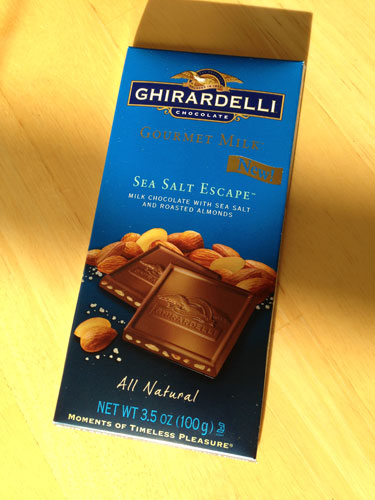 GHIRARDELLI
CHOCOLATE
GOURMET MILK
New!
SEA SALT ESCAPE™
MILK CHOCOLATE WITH SEA SALT
AND ROASTED ALMONDS
GHIRARDELLI
All Natural
NET WT 3.5 OZ (100g)
MOMENTS OF TIMELESS PLEASURE®